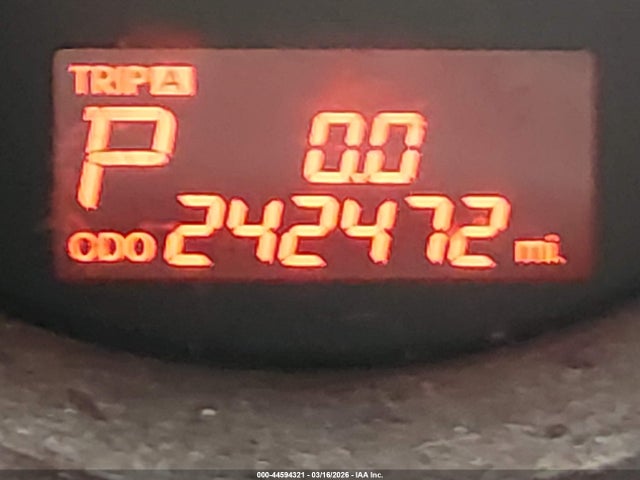 TRIP A
P 0.0
ODO 242472 mi.
000-44594321 - 03/16/2026 - IAA Inc.